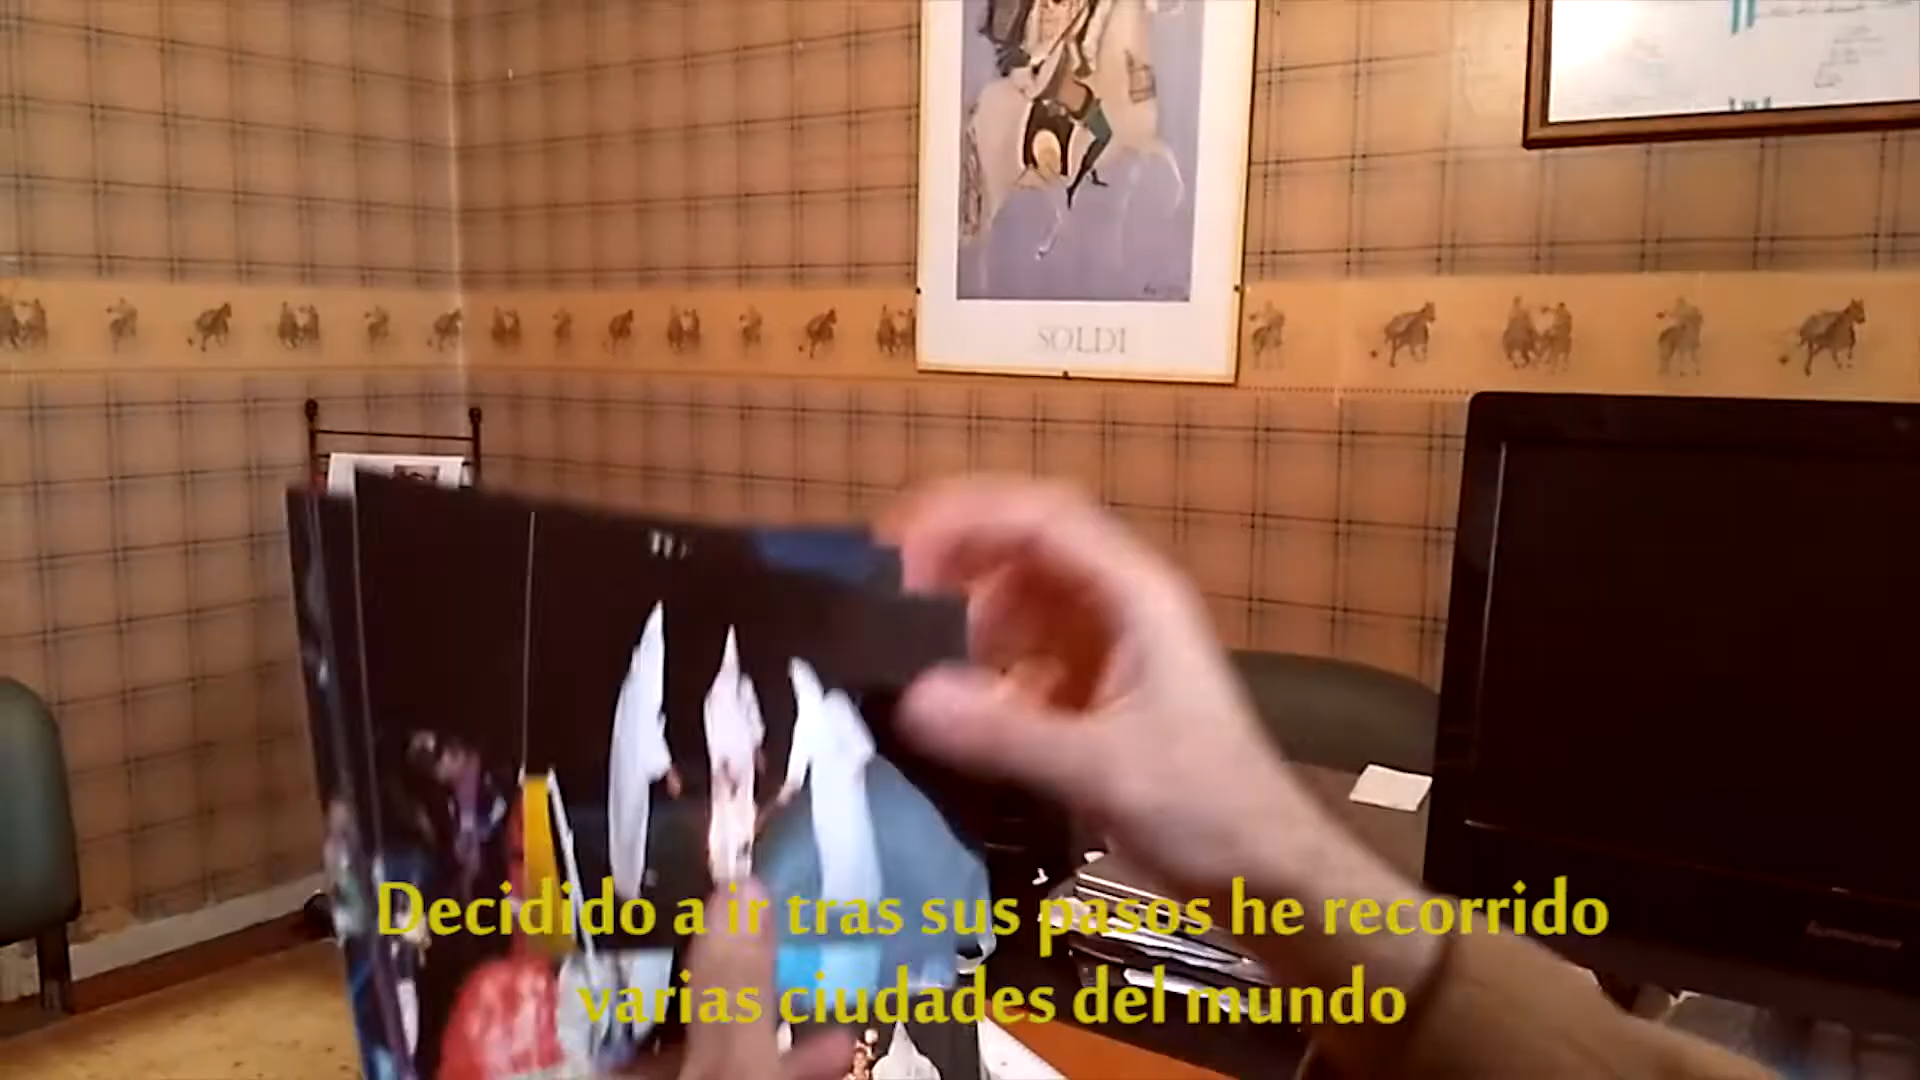 SOLDI
Decidido a ir tras sus pasos he recorrido
varias ciudades del mundo